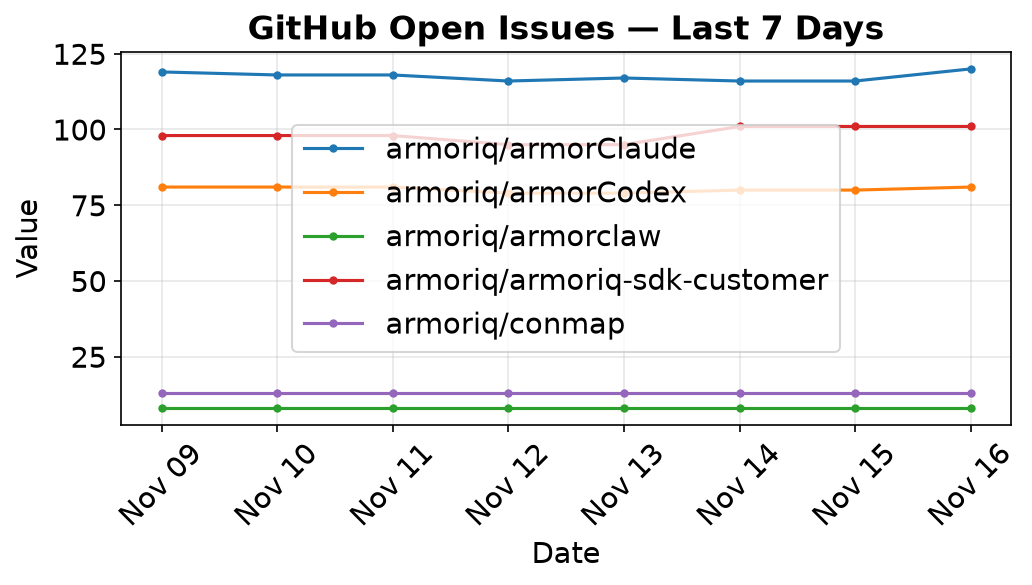 GitHub Open Issues — Last 7 Days
125
100
75
50
25
Value
armoriq/armorClaude
armoriq/armorCodex
armoriq/armorclaw
armoriq/armoriq-sdk-customer
armoriq/conmap
Nov 09
Nov 10
Nov 11
Nov 12
Nov 13
Nov 14
Nov 15
Nov 16
Date